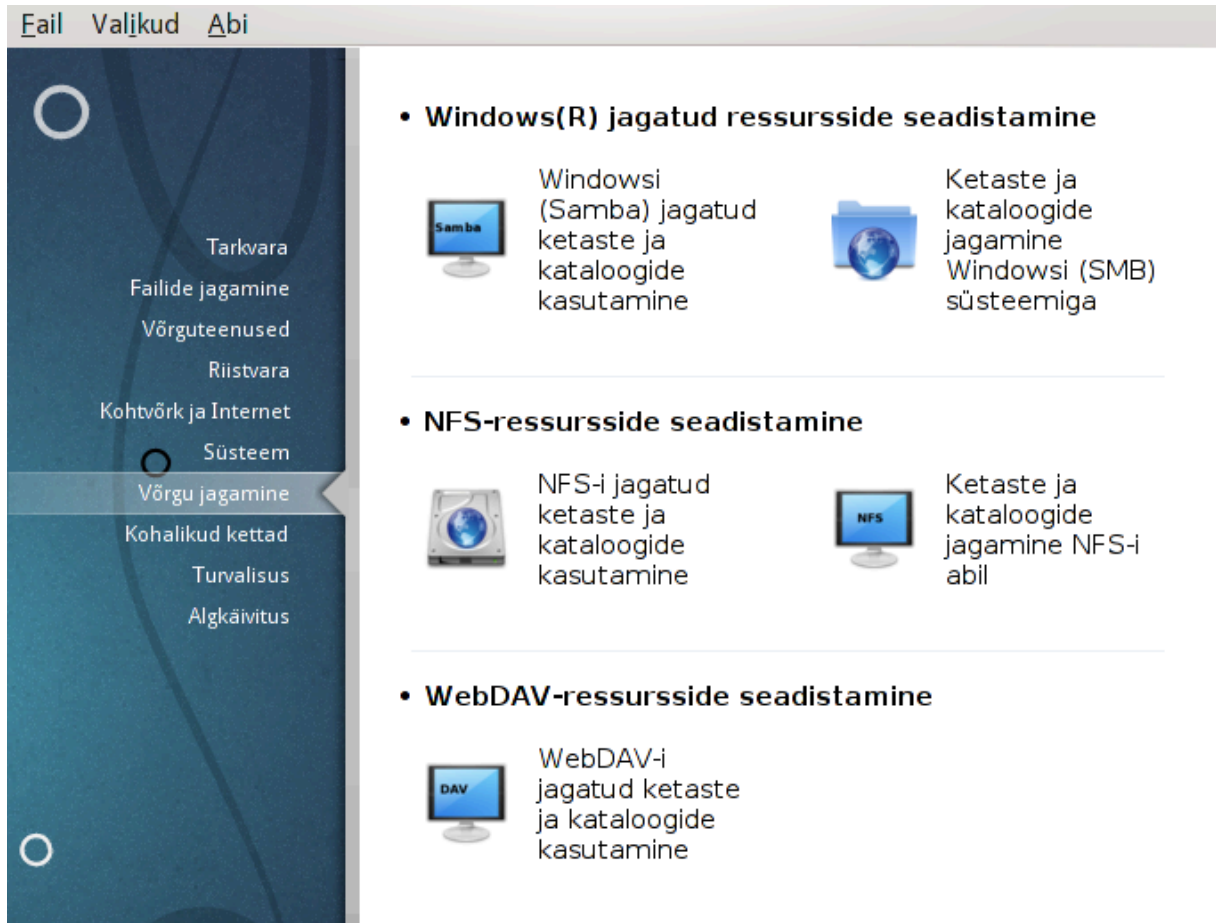 Fail Valikud Abi
Tarkvara
Failide jagamine
Võrguteenused
Riistvara
Kohtvõrk ja Internet
Süsteem
Võrgu jagamine
Kohalikud kettad
Turvalisus
Algkäivitus
• Windows(R) jagatud ressursside seadistamine
Samba
Windowsi
(Samba) jagatud
ketaste ja
kataloogide
kasutamine
Ketaste ja
kataloogide
jagamine
Windowsi (SMB)
süsteemiga
• NFS-ressursside seadistamine
NFS-i jagatud
ketaste ja
kataloogide
kasutamine
NFS
Ketaste ja
kataloogide
jagamine NFS-i
abil
• WebDAV-ressursside seadistamine
DAV
WebDAV-i
jagatud ketaste
ja kataloogide
kasutamine